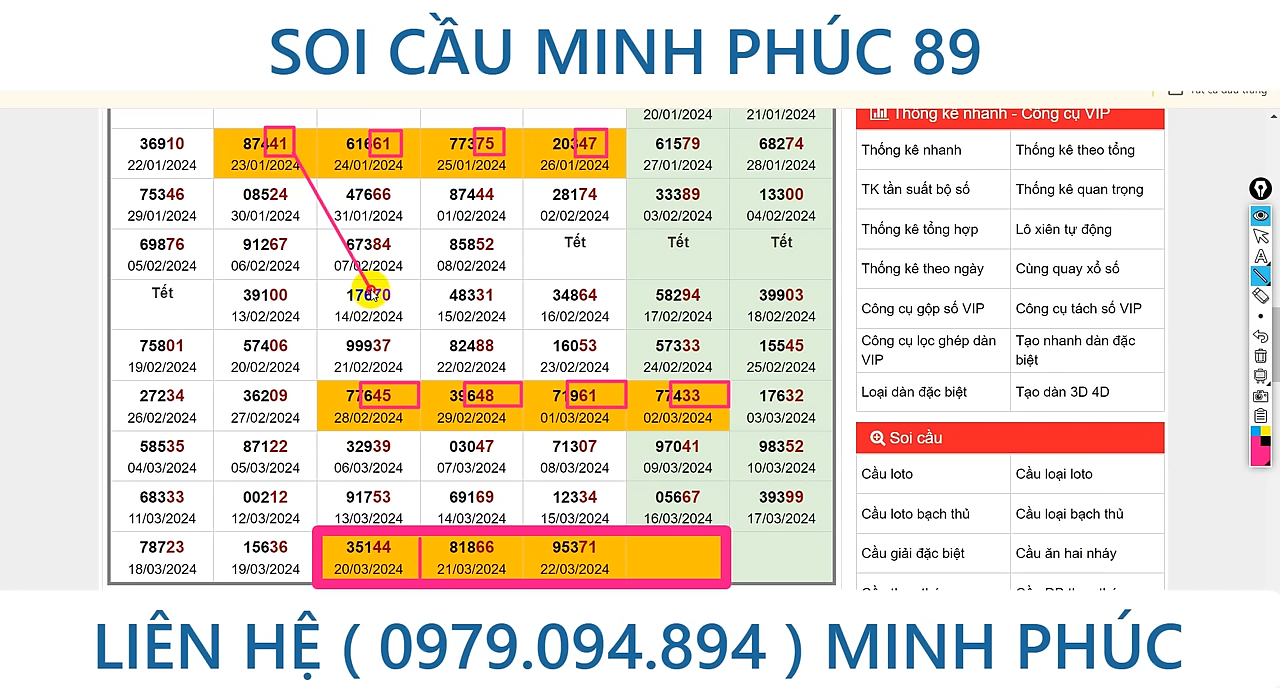 SOI CẦU MINH PHÚC 89
20/01/2024 21/01/2024
Thống kê nhanh - Công cụ VIP
36910 87441 61661 77375 20347 61579 68274
22/01/2024 23/01/2024 24/01/2024 25/01/2024 26/01/2024 27/01/2024 28/01/2024
75346 08524 47666 87444 28174 33389 13300
29/01/2024 30/01/2024 31/01/2024 01/02/2024 02/02/2024 03/02/2024 04/02/2024
69876 91267 67384 85852 Tết Tết Tết
05/02/2024 06/02/2024 07/02/2024 08/02/2024
Tết 39100 17670 48331 34864 58294 39903
13/02/2024 14/02/2024 15/02/2024 16/02/2024 17/02/2024 18/02/2024
75801 57406 99937 82488 16053 57333 15545
19/02/2024 20/02/2024 21/02/2024 22/02/2024 23/02/2024 24/02/2024 25/02/2024
27234 36209 77645 39648 71961 77433 17632
26/02/2024 27/02/2024 28/02/2024 29/02/2024 01/03/2024 02/03/2024 03/03/2024
58535 87122 32939 03047 71307 97041 98352
04/03/2024 05/03/2024 06/03/2024 07/03/2024 08/03/2024 09/03/2024 10/03/2024
68333 00212 91753 69169 12334 05667 39399
11/03/2024 12/03/2024 13/03/2024 14/03/2024 15/03/2024 16/03/2024 17/03/2024
78723 15636 35144 81866 95371
18/03/2024 19/03/2024 20/03/2024 21/03/2024 22/03/2024
Thống kê nhanh Thống kê theo tổng
TK tần suất bộ số Thống kê quan trọng
Thống kê tổng hợp Lô xiên tự động
Thống kê theo ngày Cùng quay xổ số
Công cụ gộp số VIP Công cụ tách số VIP
Công cụ lọc ghép dàn VIP Tạo nhanh dàn đặc biệt
Loại dàn đặc biệt Tạo dàn 3D 4D
Soi cầu
Cầu loto Cầu loại loto
Cầu loto bạch thủ Cầu loại bạch thủ
Cầu giải đặc biệt Cầu ăn hai nháy
LIÊN HỆ ( 0979.094.894 ) MINH PHÚC